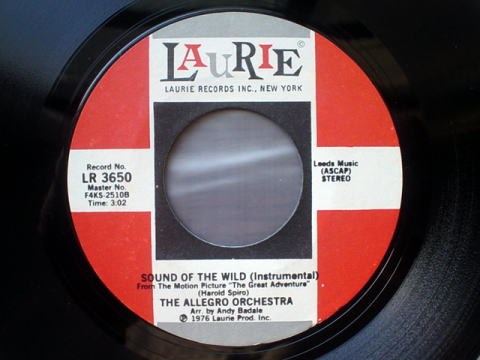 LAURIE ©
LAURIE RECORDS INC., NEW YORK
Record No.
LR 3650
Master No.
F4KS-2510B
Time: 3:02
Leeds Music
(ASCAP)
STEREO
SOUND OF THE WILD (Instrumental)
From The Motion Picture "The Great Adventure"
(Harold Spiro)
THE ALLEGRO ORCHESTRA
Arr. by Andy Badale
℗ 1976 Laurie Prod. Inc.